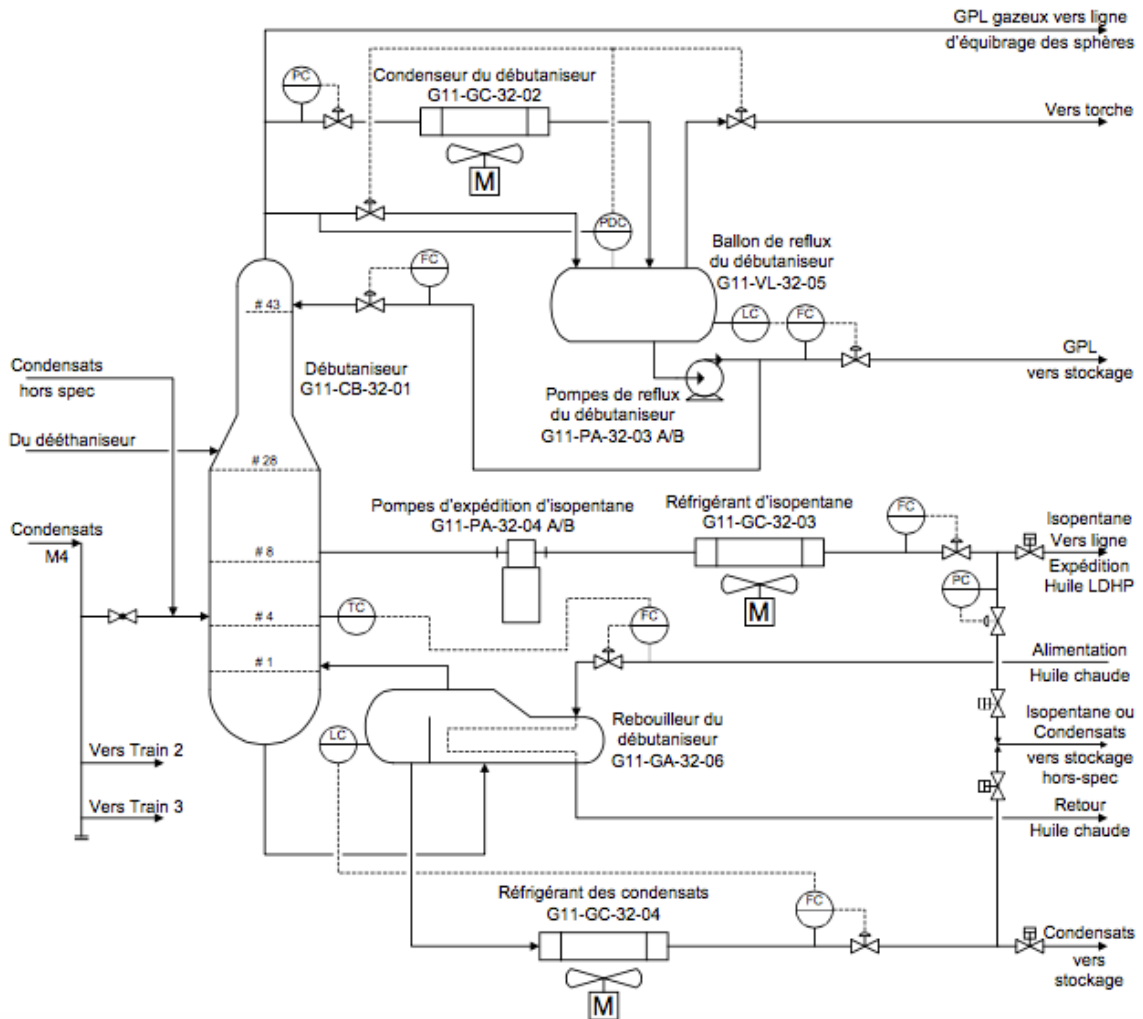 GPL gazeux vers ligne
d'équibrage des sphères
Condenseur du débutaniseur
G11-GC-32-02
PC
Vers torche
M
PDC
Ballon de reflux
du débutaniseur
G11-VL-32-05
FC
# 43
LC
FC
GPL
vers stockage
Débutaniseur
G11-CB-32-01
Pompes de reflux
du débutaniseur
G11-PA-32-03 A/B
Condensats
hors spec
Du dééthaniseur
# 28
Pompes d'expédition d'isopentane
G11-PA-32-04 A/B
Réfrigérant d'isopentane
G11-GC-32-03
FC
Isopentane
Vers ligne
Expédition
Huile LDHP
Condensats
M4
# 8
PC
M
# 4
TC
FC
Alimentation
Huile chaude
# 1
Rebouilleur du
débutaniseur
G11-GA-32-06
LC
Isopentane ou
Condensats
vers stockage
hors-spec
Vers Train 2
Vers Train 3
Retour
Huile chaude
Réfrigérant des condensats
G11-GC-32-04
FC
Condensats
vers
stockage
M